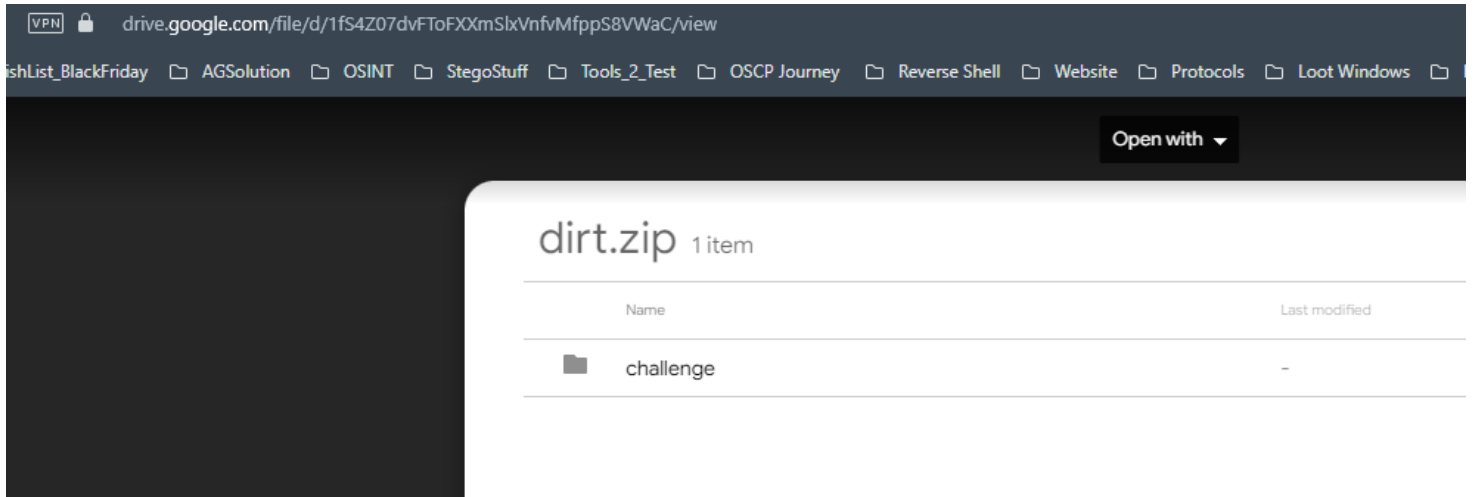 VPN drive.google.com/file/d/1fS4Z07dvFToFXXmSlxVnfvMfppS8VWaC/view
ishList_BlackFriday AGSolution OSINT StegoStuff Tools_2_Test OSCP Journey Reverse Shell Website Protocols Loot Windows
Open with
dirt.zip 1 item
Name Last modified
challenge -